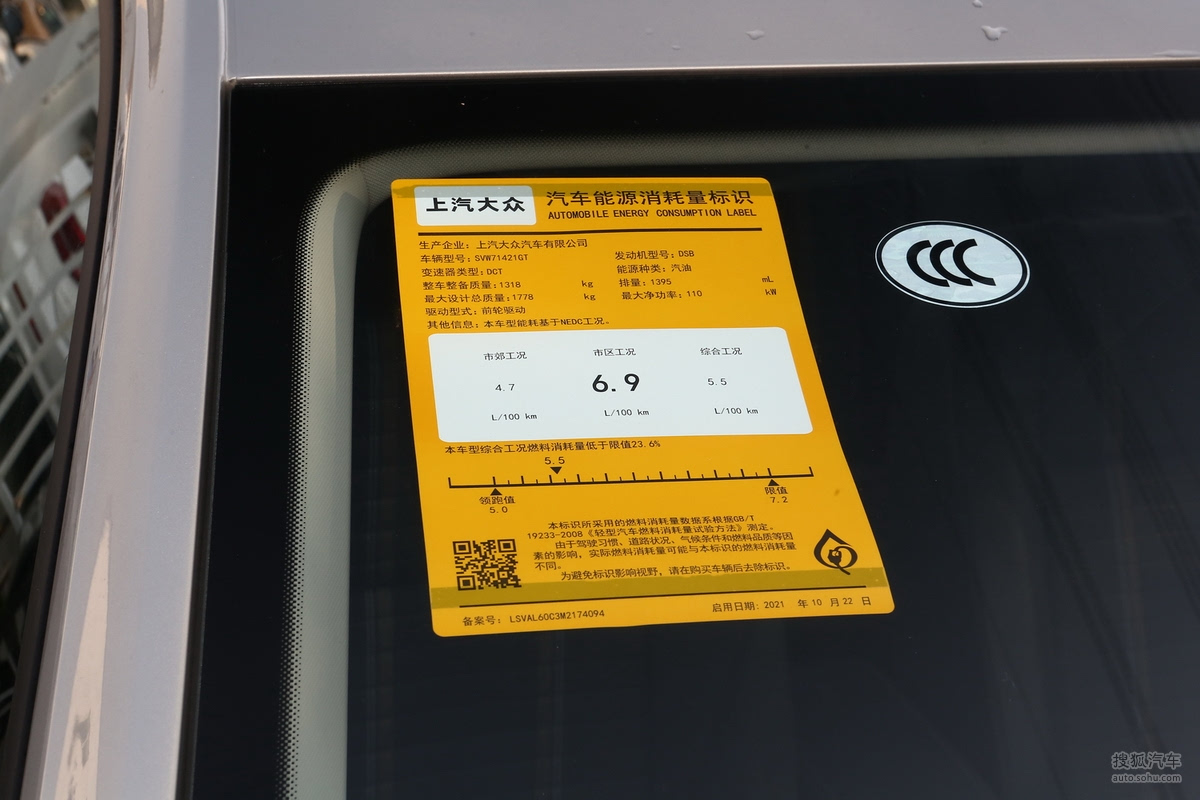 上汽大众
汽车能源消耗量标识
AUTOMOBILE ENERGY CONSUMPTION LABEL
生产企业：上汽大众汽车有限公司
车辆型号：SVW71421GT 发动机型号：DSB
变速器类型：DCT 能源种类：汽油
整车整备质量：1318 kg 排量：1395 mL
最大设计总质量：1778 kg 最大净功率：110 kW
驱动型式：前轮驱动
其他信息：本车型能耗基于NEDC工况。
市郊工况 市区工况 综合工况
4.7 6.9 5.5
L/100 km L/100 km L/100 km
本车型综合工况燃料消耗量低于限值23.6%
5.5
领跑值 限值
5.0 7.2
本标识所采用的燃料消耗量数据系根据GB/T
19233-2008《轻型汽车燃料消耗量试验方法》测定。
由于驾驶习惯、道路状况、气候条件和燃料品质等因
素的影响，实际燃料消耗量可能与本标识的燃料消耗量
不同。
为避免标识影响视野，请在购买车辆后去除标识。
备案号：LSVAL60C3M2174094 启用日期：2021 年 10 月 22 日
CCC
搜狐汽车
auto.sohu.com